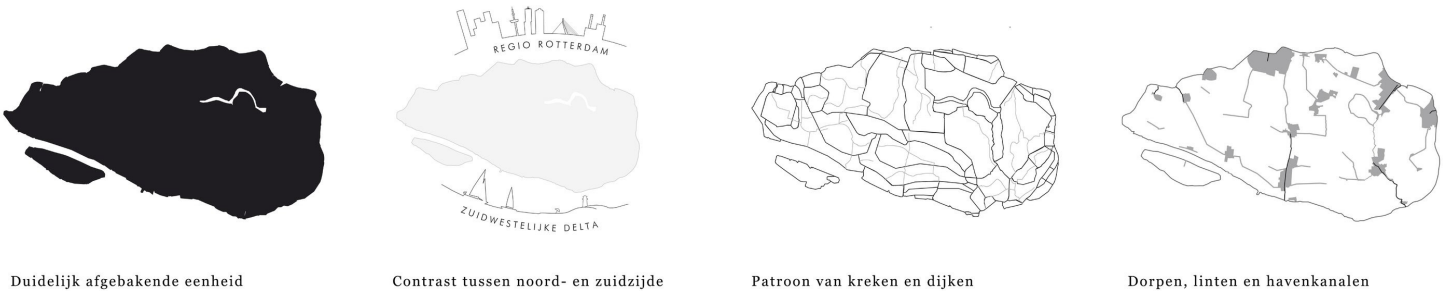 REGIO ROTTERDAM
ZUIDWESTELIJKE DELTA
Duidelijk afgebakende eenheid
Contrast tussen noord- en zuidzijde
Patroon van kreken en dijken
Dorpen, linten en havenkanalen